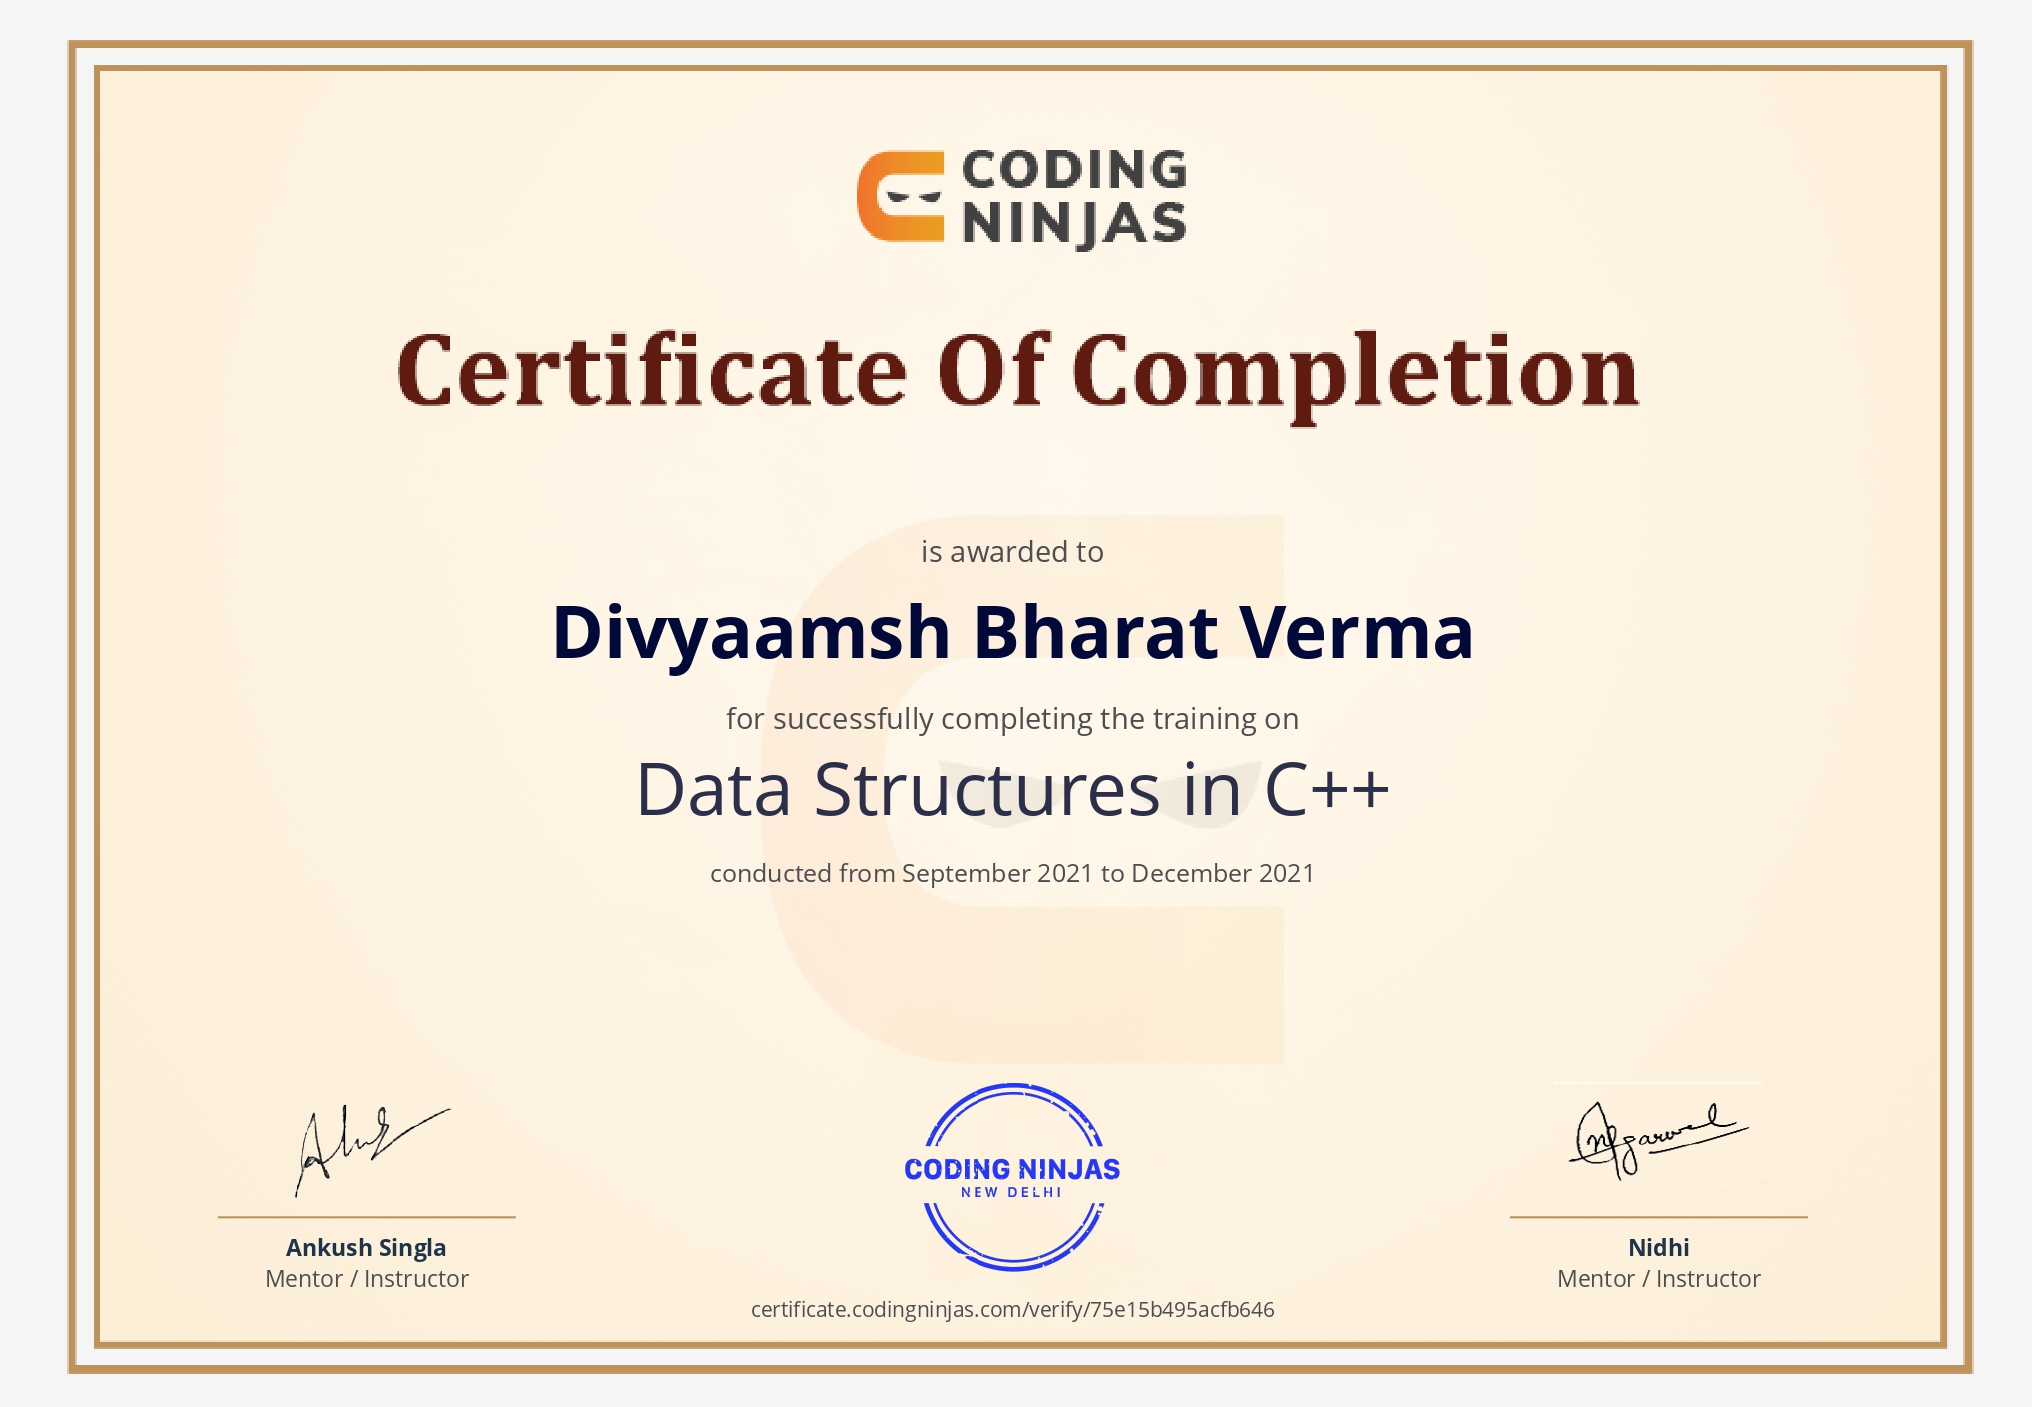 CODING
NINJAS
Certificate Of Completion
is awarded to
Divyaamsh Bharat Verma
for successfully completing the training on
Data Structures in C++
conducted from September 2021 to December 2021
CODING NINJAS
NEW DELHI
Ankush Singla
Mentor / Instructor
Nidhi
Mentor / Instructor
certificate.codingninjas.com/verify/75e15b495acfb646